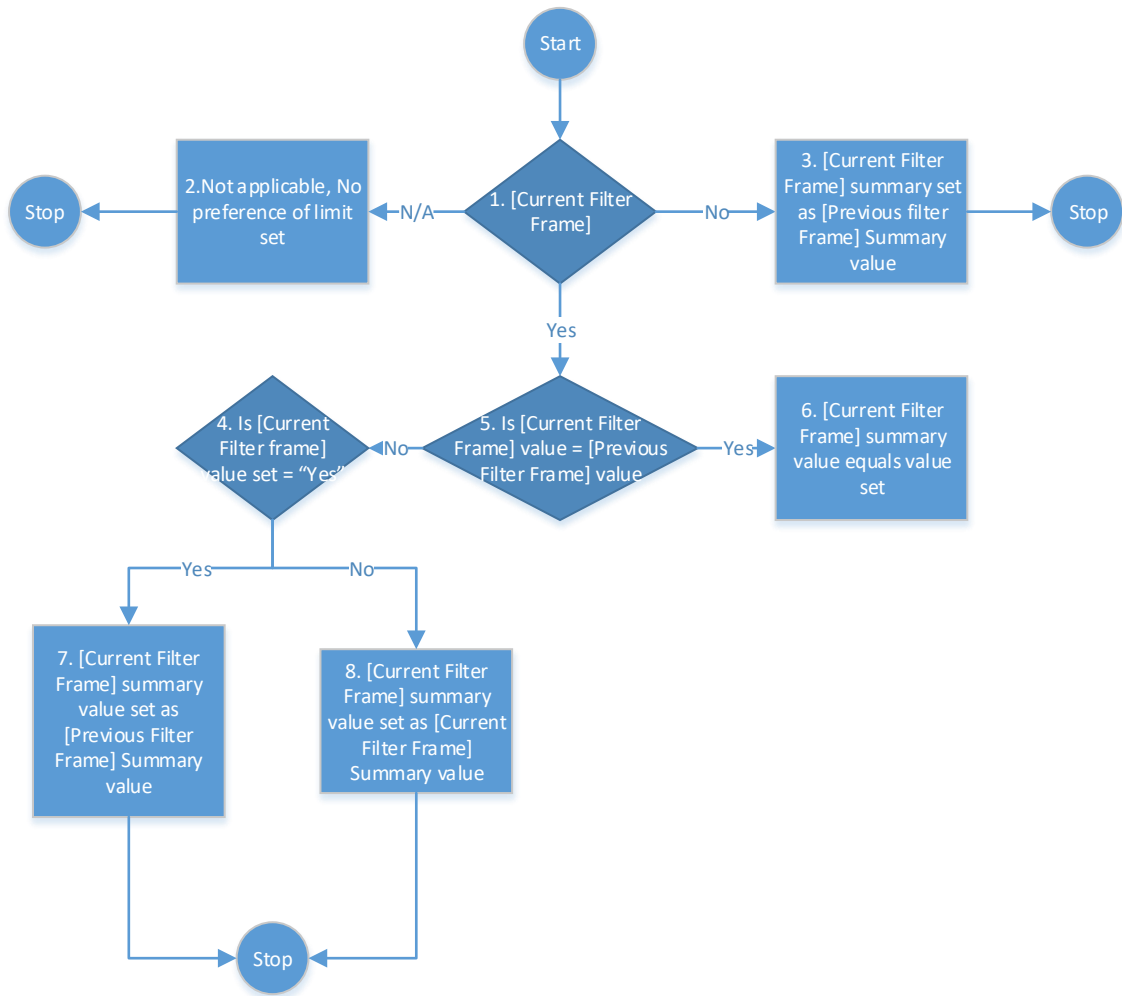 Start
2.Not applicable, No
preference of limit
set
Stop
N/A
1. [Current Filter
Frame]
No
3. [Current Filter
Frame] summary set
as [Previous filter
Frame] Summary
value
Stop
Yes
4. Is [Current
Filter frame]
value set = “Yes”
No
5. Is [Current Filter
Frame] value = [Previous
Filter Frame] value
Yes
6. [Current Filter
Frame] summary
value equals value
set
Yes
No
7. [Current Filter
Frame] summary
value set as
[Previous Filter
Frame] Summary
value
8. [Current Filter
Frame] summary
value set as [Current
Filter Frame]
Summary value
Stop